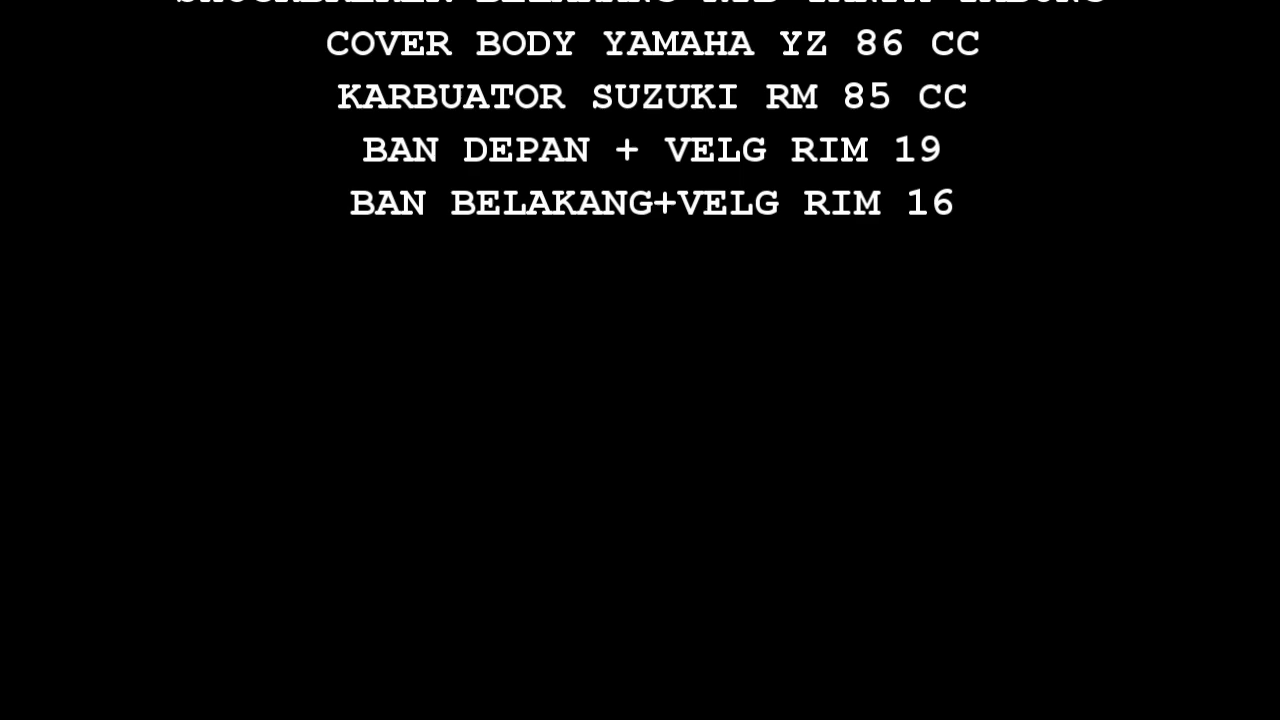 COVER BODY YAMAHA YZ 86 CC
KARBUATOR SUZUKI RM 85 CC
BAN DEPAN + VELG RIM 19
BAN BELAKANG+VELG RIM 16